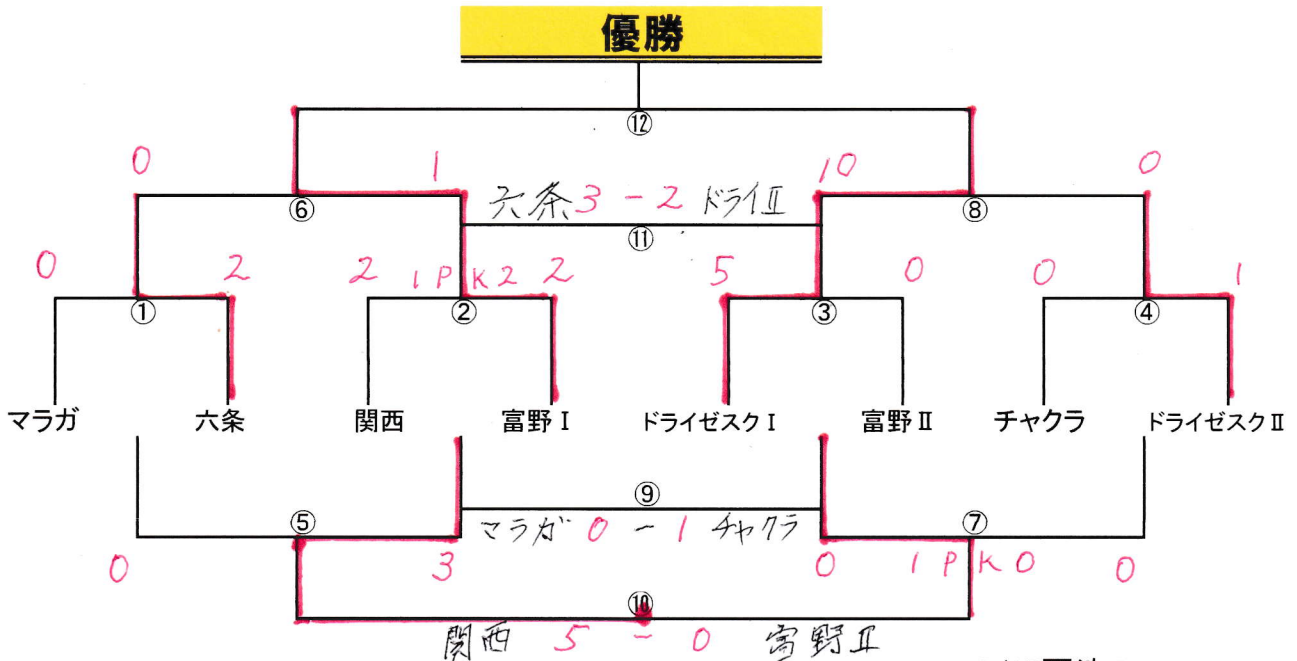 優勝
⑫
0 1 10 0
六条 3 - 2 ドライⅡ
⑥ ⑧
⑪
0 2 2 1 P K 2 2 5 0 0 1
① ② ③ ④
マラガ 六条 関西 富野Ⅰ ドライゼスクⅠ 富野Ⅱ チャクラ ドライゼスクⅡ
⑨
⑤ ⑦
マラガ 0 - 1 チャクラ
0 3 0 1 P K 0 0
⑩
関西 5 - 0 富野Ⅱ